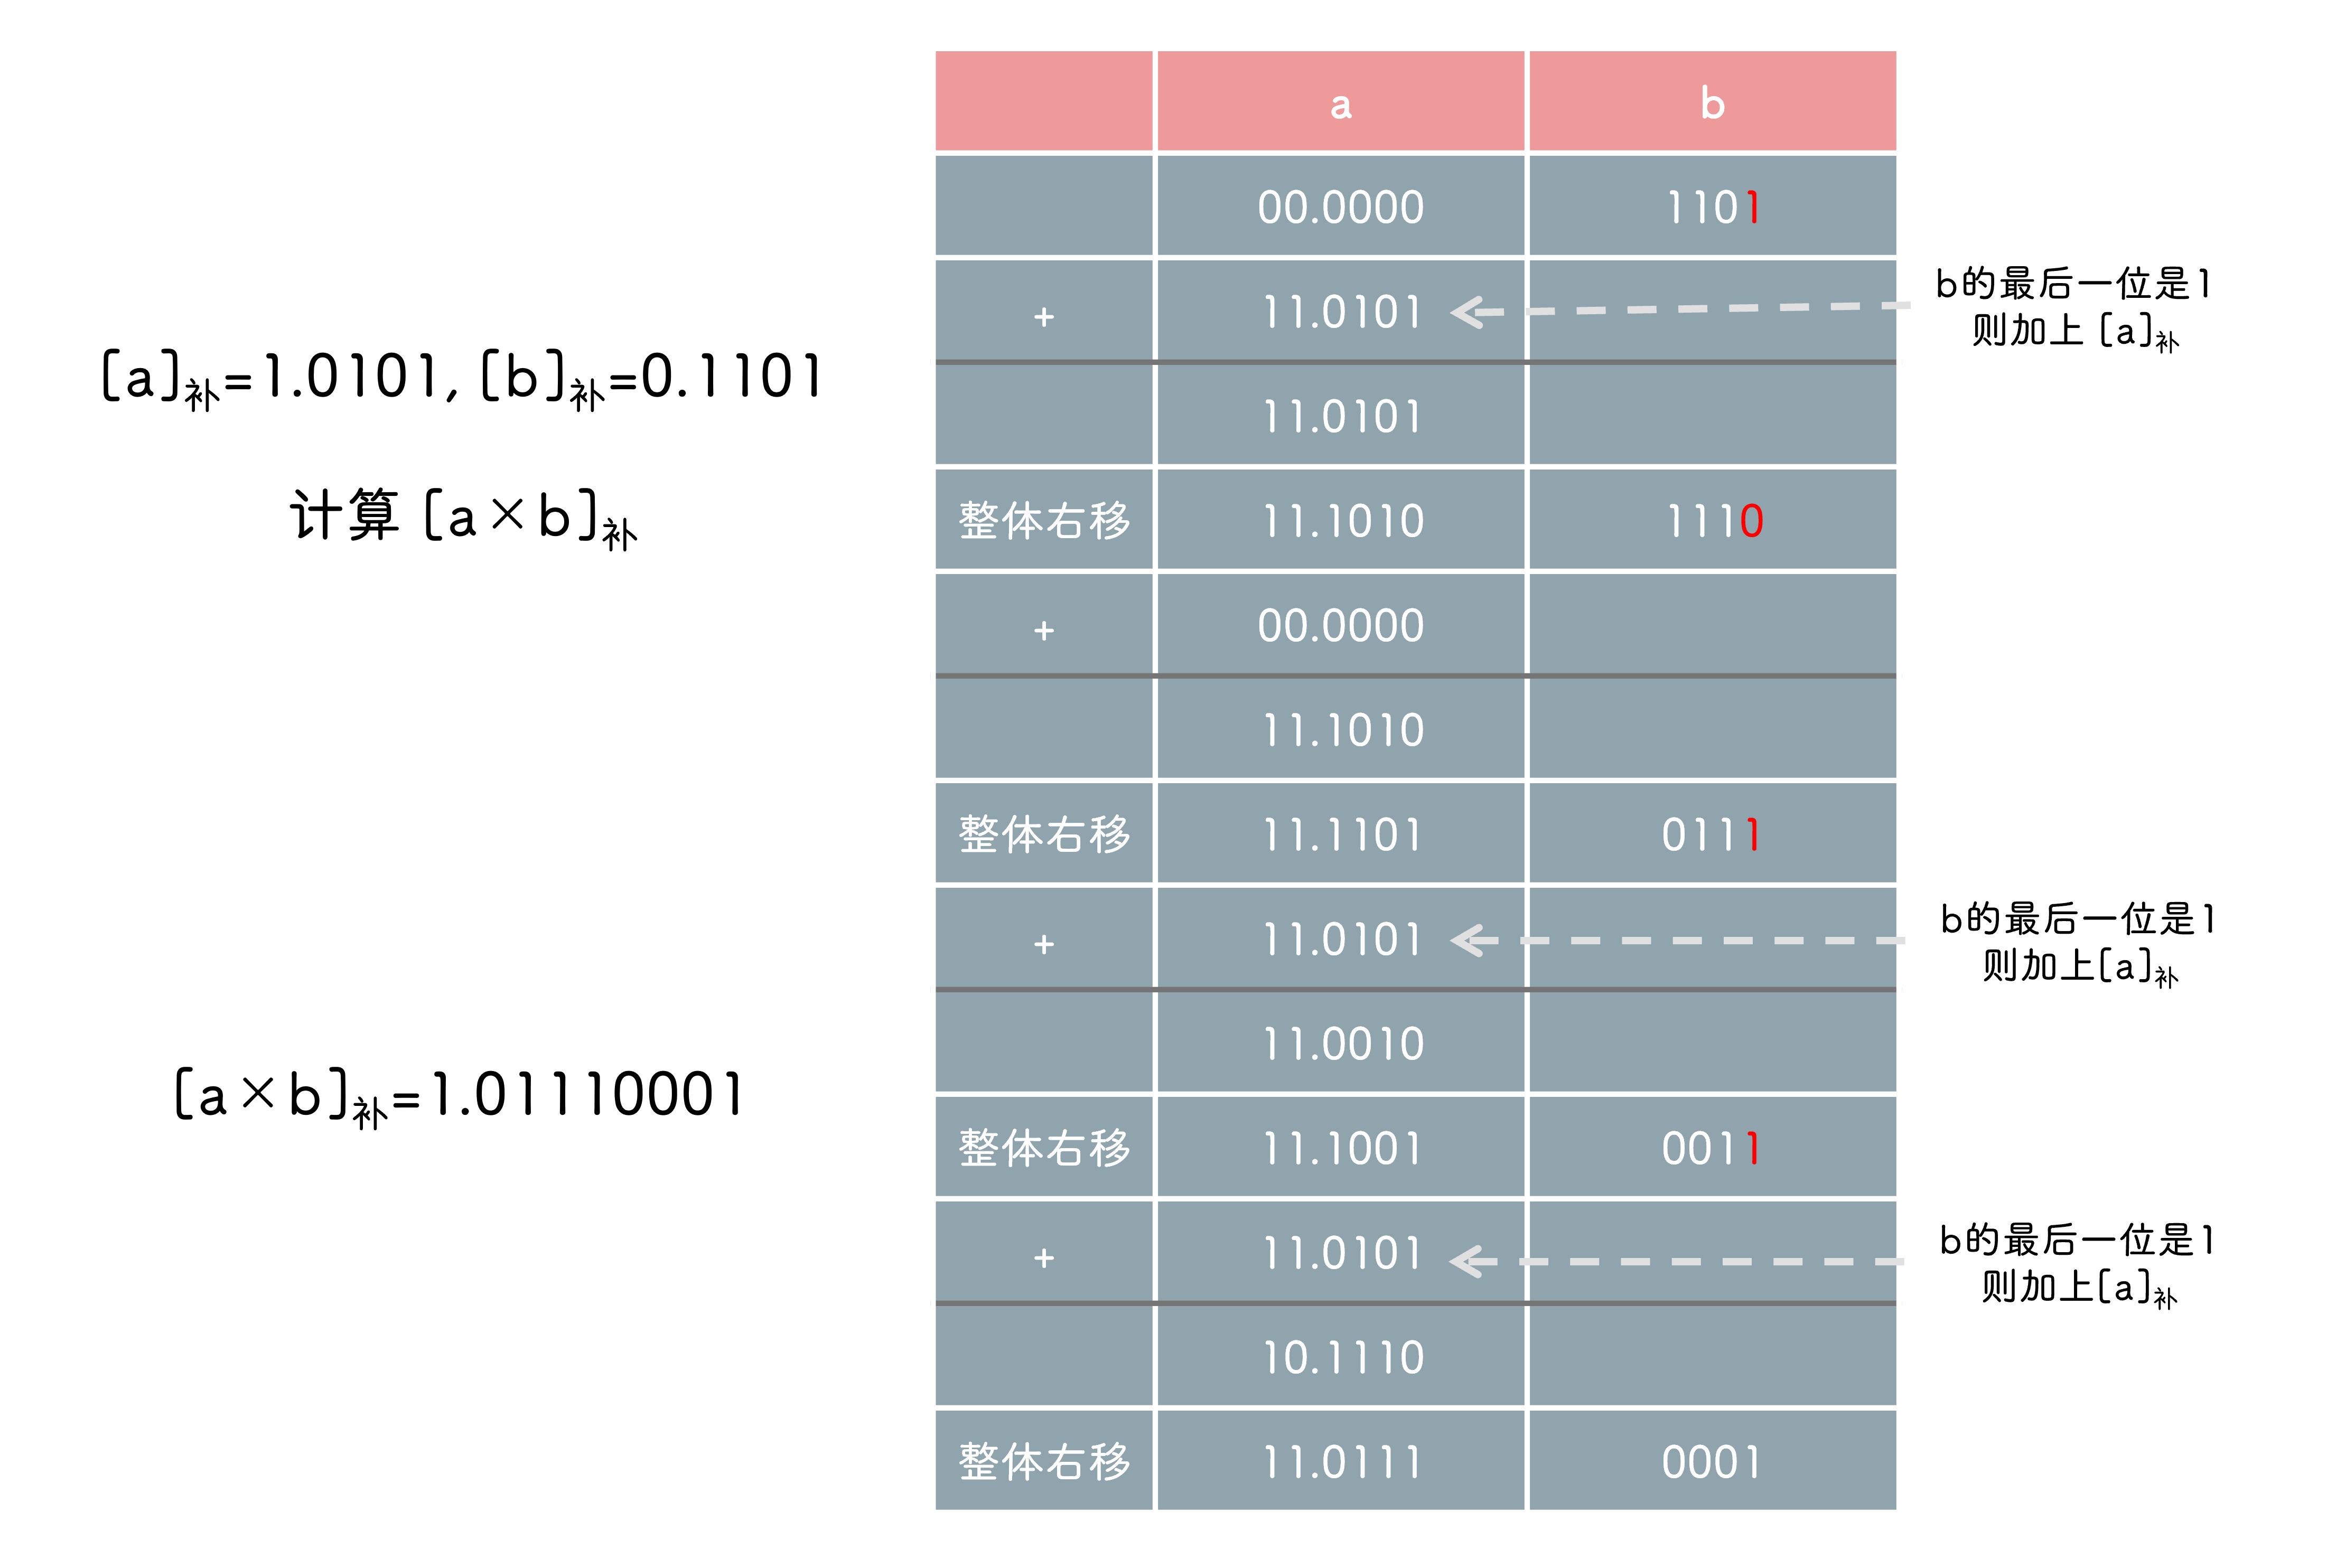 [a]补=1.0101, [b]补=0.1101
计算 [a×b]补
[a×b]补=1.01110001
a b
00.0000 1101
+ 11.0101
11.0101
整体右移 11.1010 1110
+ 00.0000
11.1010
整体右移 11.1101 0111
+ 11.0101
11.0010
整体右移 11.1001 0011
+ 11.0101
10.1110
整体右移 11.0111 0001
b的最后一位是1
则加上 [a]补
b的最后一位是1
则加上[a]补
b的最后一位是1
则加上[a]补